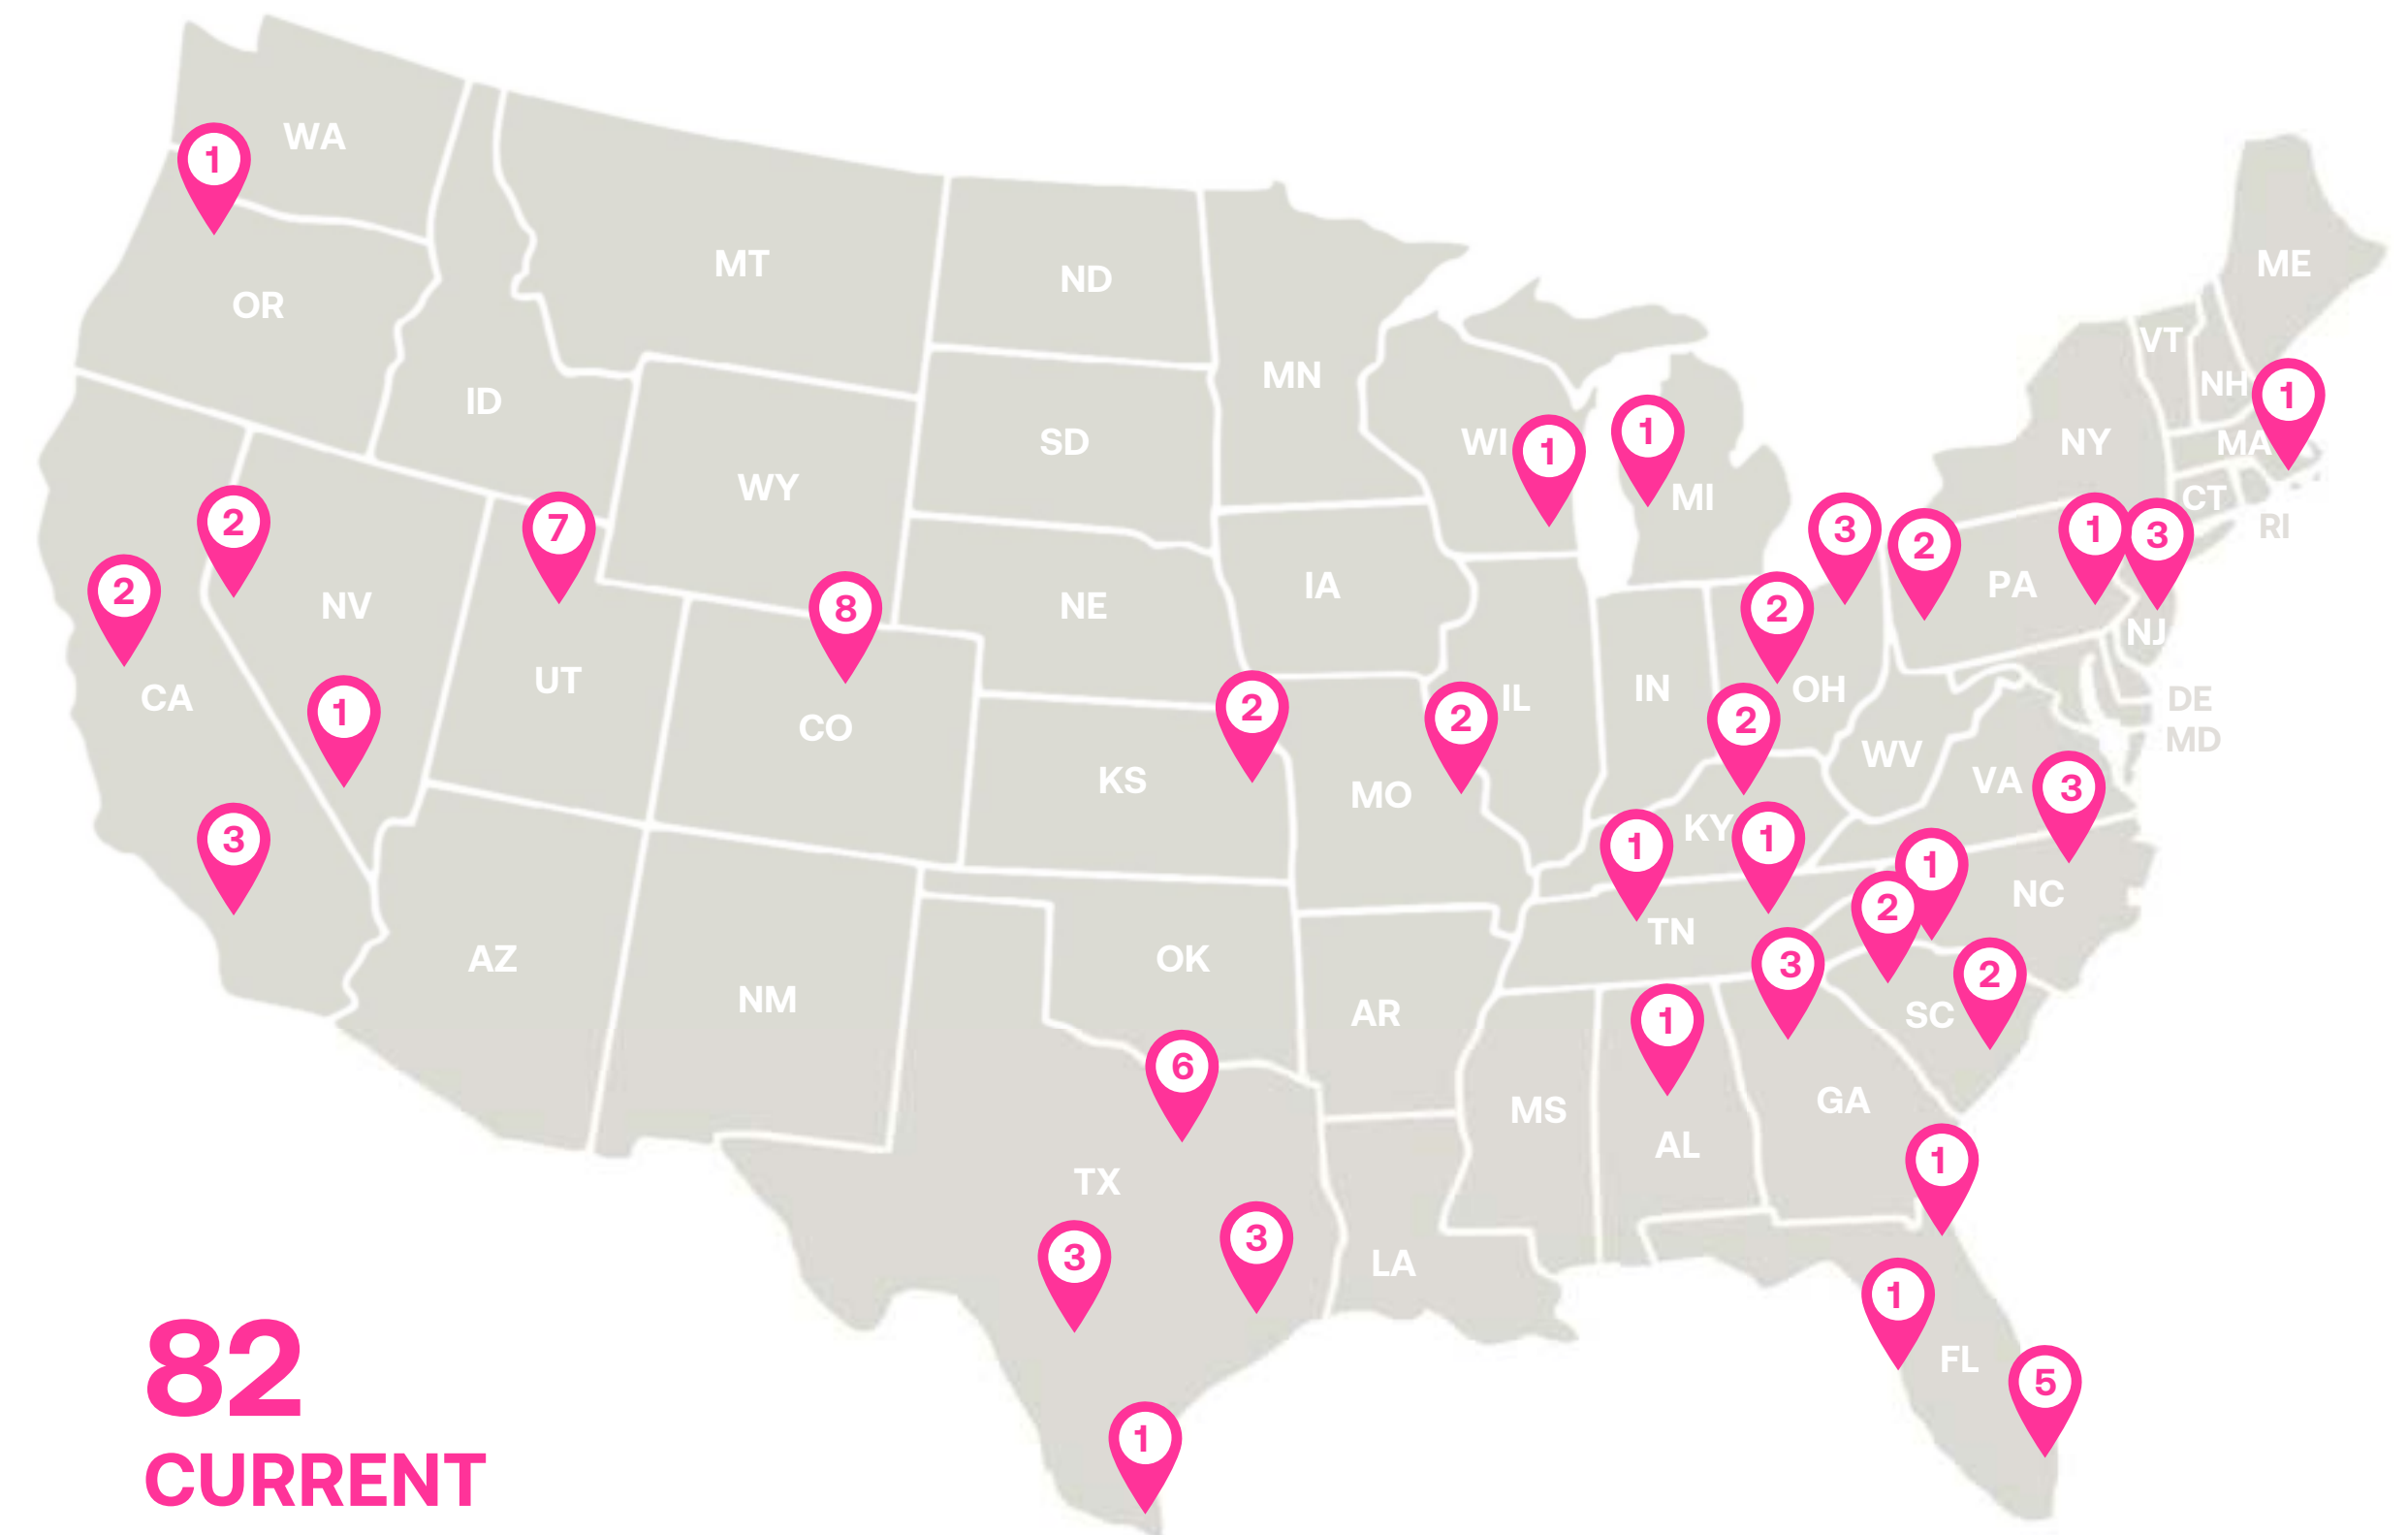 WA
1
OR
MT
ND
ID
MN
ME
VT
NH
1
WY
SD
WI
1
1
MI
NY
MA
CT
RI
2
2
NV
7
8
NE
IA
3
2
PA
1
3
NJ
2
CA
1
UT
CO
2
2
IL
IN
OH
2
DE
MD
KS
MO
WV
VA
3
3
1
KY
1
1
2
NC
AZ
NM
OK
AR
TN
3
SC
2
6
1
MS
AL
GA
1
TX
3
3
LA
1
FL
5
1
82
CURRENT